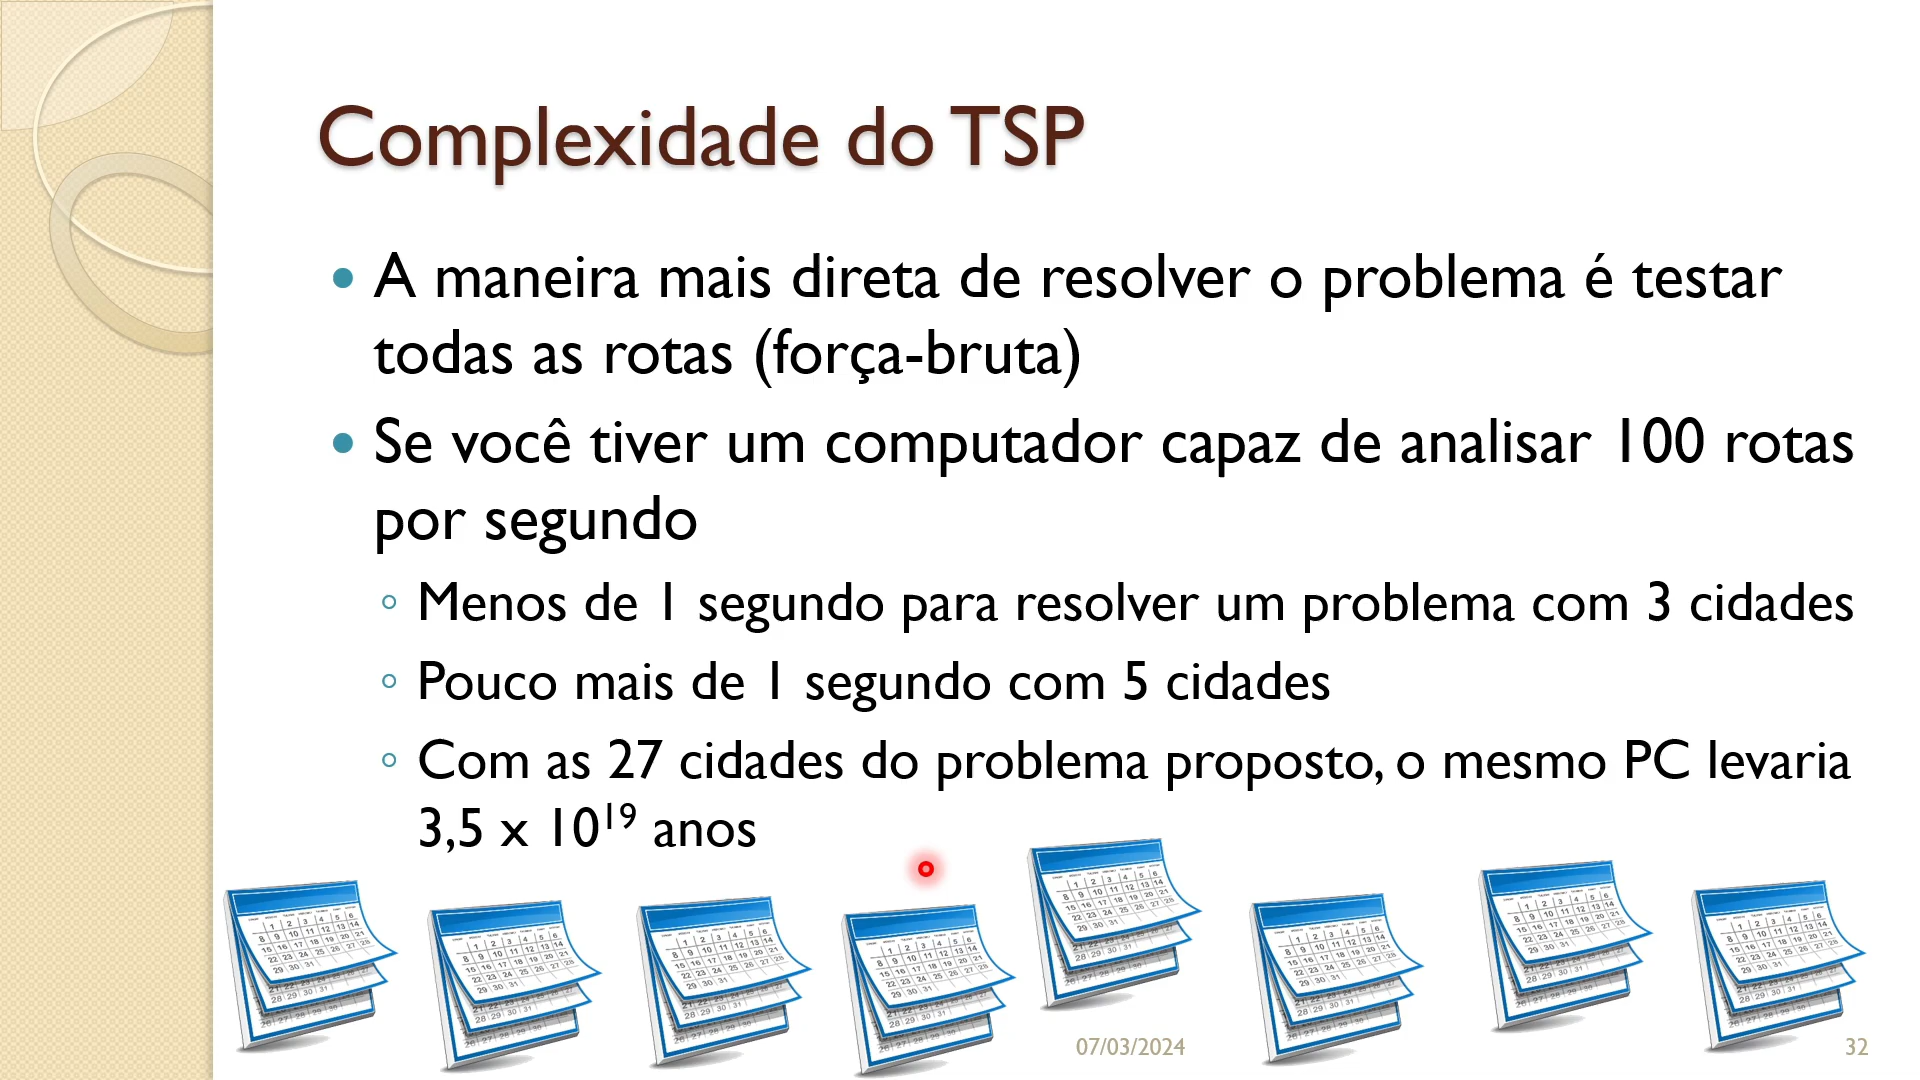 Complexidade do TSP
A maneira mais direta de resolver o problema é testar
todas as rotas (força-bruta)
Se você tiver um computador capaz de analisar 100 rotas
por segundo
Menos de 1 segundo para resolver um problema com 3 cidades
Pouco mais de 1 segundo com 5 cidades
Com as 27 cidades do problema proposto, o mesmo PC levaria
3,5 x 10¹⁹ anos
07/03/2024
32